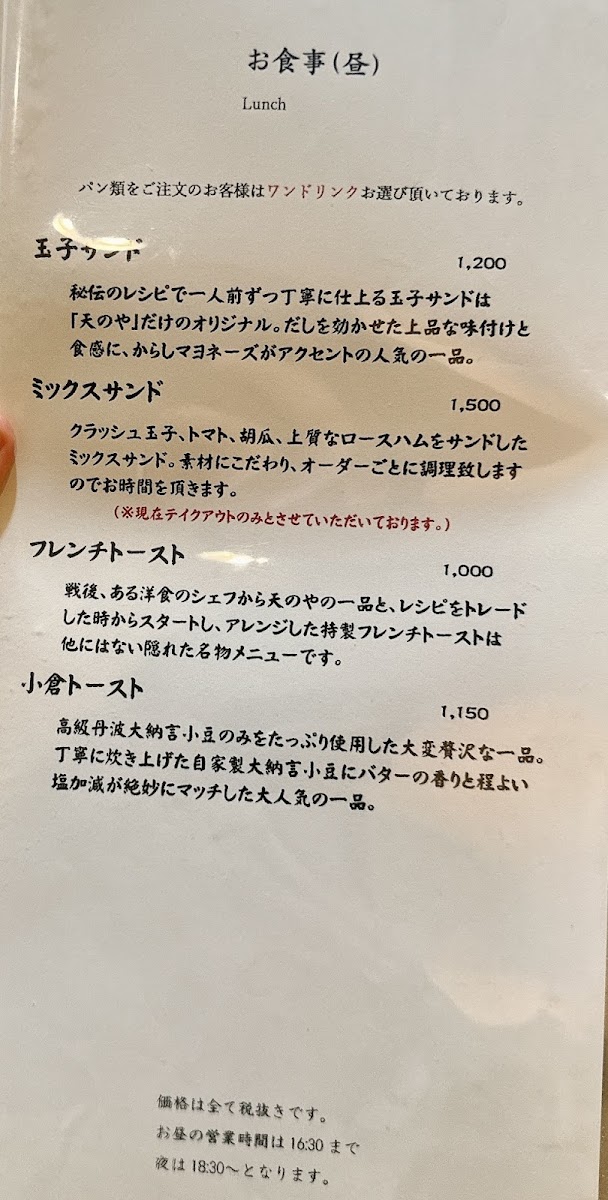 お食事(昼)
Lunch
パン類をご注文のお客様はワンドリンクお選び頂いております。
玉子サンド
1,200
秘伝のレシピで一人前ずつ丁寧に仕上る玉子サンドは
「天のや」だけのオリジナル。だしを効かせた上品な味付けと
食感に、からしマヨネーズがアクセントの人気の一品。
ミックスサンド
1,500
クラッシュ玉子、トマト、胡瓜、上質なロースハムをサンドした
ミックスサンド。素材にこだわり、オーダーごとに調理致します
のでお時間を頂きます。
(※現在テイクアウトのみとさせていただいております。)
フレンチトースト
1,000
戦後、ある洋食のシェフから天のやの一品と、レシピをトレード
した時からスタートし、アレンジした特製フレンチトーストは
他にはない隠れた名物メニューです。
小倉トースト
1,150
高級丹波大納言小豆のみをたっぷり使用した大変贅沢な一品。
丁寧に炊き上げた自家製大納言小豆にバターの香りと程よい
塩加減が絶妙にマッチした大人気の一品。
価格は全て税抜きです。
お昼の営業時間は 16:30 まで
夜は 18:30〜となります。